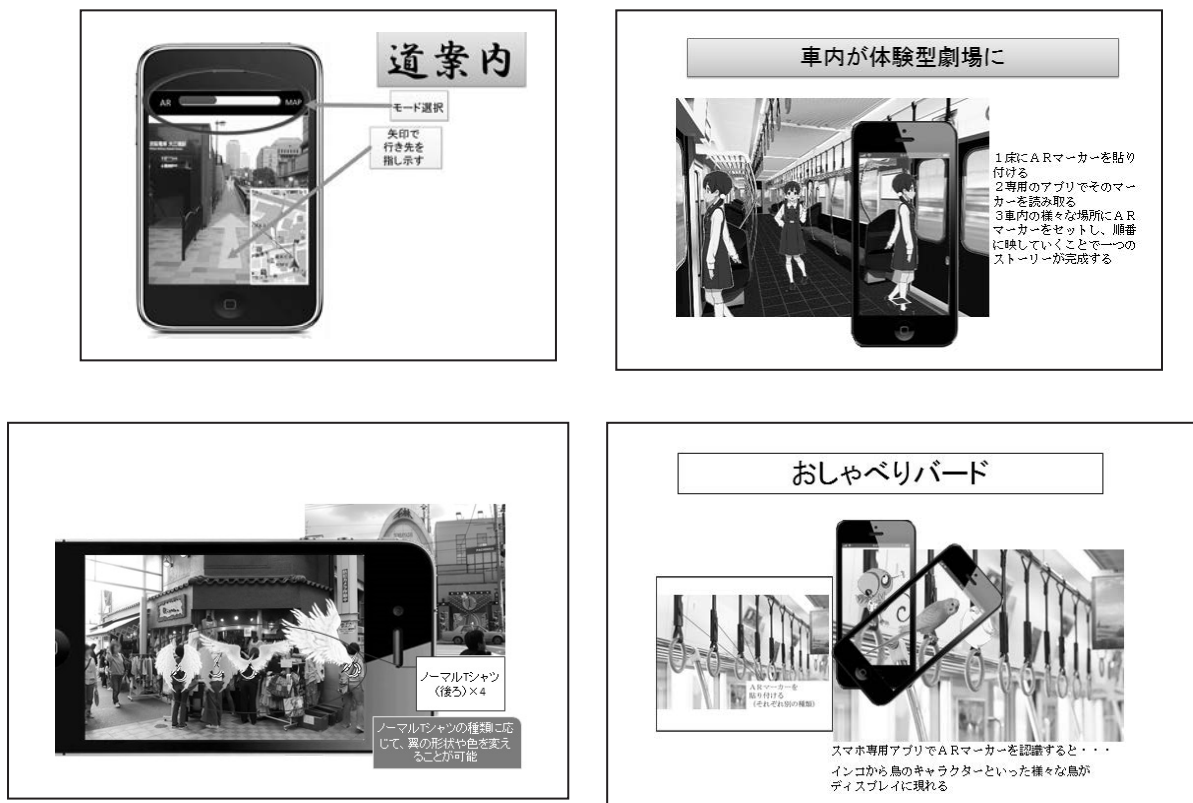 道案内
AR
MAP
モード選択
矢印で
行き先を
指し示す
車内が体験型劇場に
1床にARマーカーを貼り
付ける
2専用のアプリでそのマー
カーを読み取る
3車内の様々な場所にAR
マーカーをセットし、順番
に映していくことで一つの
ストーリーが完成する
ノーマルTシャツ
(後ろ)×4
ノーマルTシャツの種類に応
じて、翼の形状や色を変え
ることが可能
おしゃべりバード
ARマーカーを
貼り付ける
(それぞれ別の種類)
スマホ専用アプリでARマーカーを認識すると・・・
インコから鳥のキャラクターといった様々な鳥が
ディスプレイに現れる